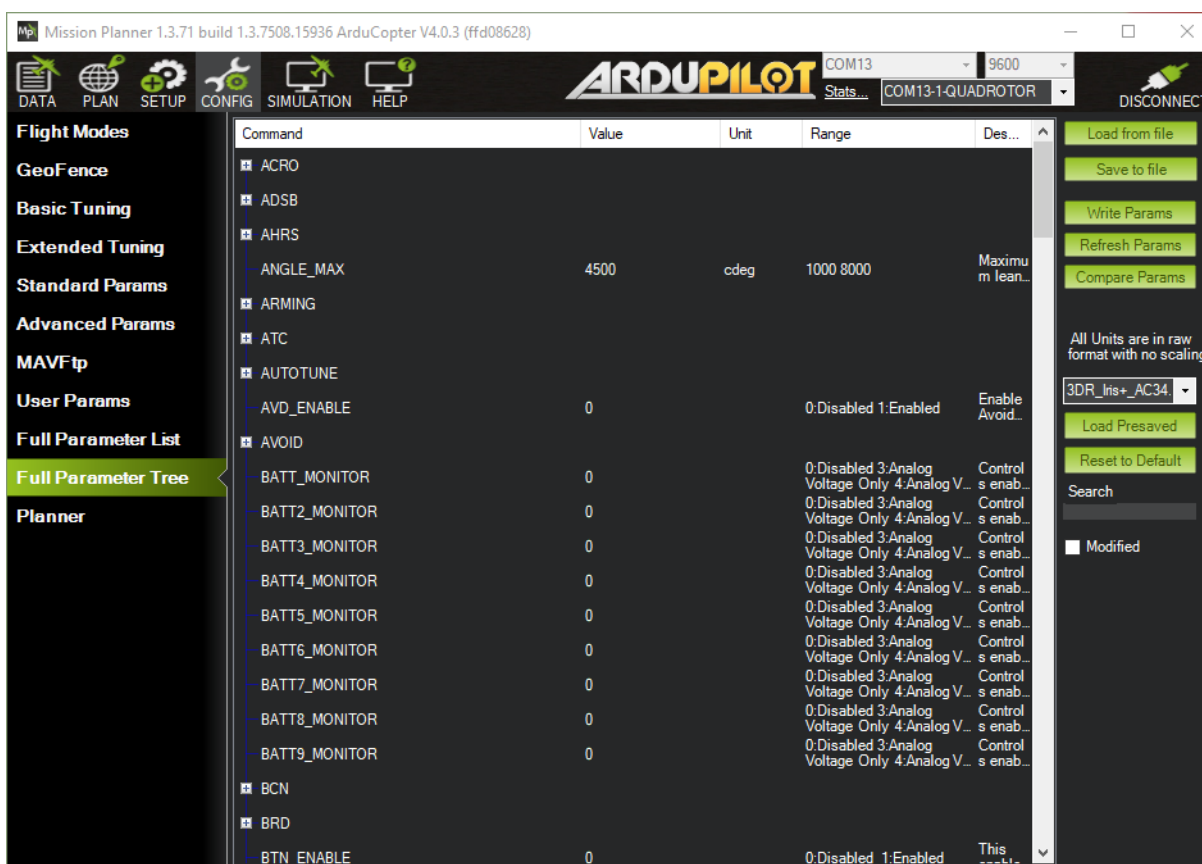 Mission Planner 1.3.71 build 1.3.7508.15936 ArduCopter V4.0.3 (ffd08628)
DATA PLAN SETUP CONFIG SIMULATION HELP
ARDUPILOT
COM13 9600
Stats... COM13-1-QUADROTOR
DISCONNECT
Flight Modes
GeoFence
Basic Tuning
Extended Tuning
Standard Params
Advanced Params
MAVFtp
User Params
Full Parameter List
Full Parameter Tree
Planner
Command Value Unit Range Des...
ACRO
ADSB
AHRS
ANGLE_MAX 4500 cdeg 1000 8000 Maximu
m lean...
ARMING
ATC
AUTOTUNE
AVD_ENABLE 0 0:Disabled 1:Enabled Enable
Avoid...
AVOID
BATT_MONITOR 0 0:Disabled 3:Analog Control
Voltage Only 4:Analog V... s enab...
BATT2_MONITOR 0 0:Disabled 3:Analog Control
Voltage Only 4:Analog V... s enab...
BATT3_MONITOR 0 0:Disabled 3:Analog Control
Voltage Only 4:Analog V... s enab...
BATT4_MONITOR 0 0:Disabled 3:Analog Control
Voltage Only 4:Analog V... s enab...
BATT5_MONITOR 0 0:Disabled 3:Analog Control
Voltage Only 4:Analog V... s enab...
BATT6_MONITOR 0 0:Disabled 3:Analog Control
Voltage Only 4:Analog V... s enab...
BATT7_MONITOR 0 0:Disabled 3:Analog Control
Voltage Only 4:Analog V... s enab...
BATT8_MONITOR 0 0:Disabled 3:Analog Control
Voltage Only 4:Analog V... s enab...
BATT9_MONITOR 0 0:Disabled 3:Analog Control
Voltage Only 4:Analog V... s enab...
BCN
BRD
BTN_ENABLE 0 0:Disabled 1:Enabled This
Load from file
Save to file
Write Params
Refresh Params
Compare Params
All Units are in raw
format with no scaling
3DR_Iris+_AC34.
Load Presaved
Reset to Default
Search
Modified